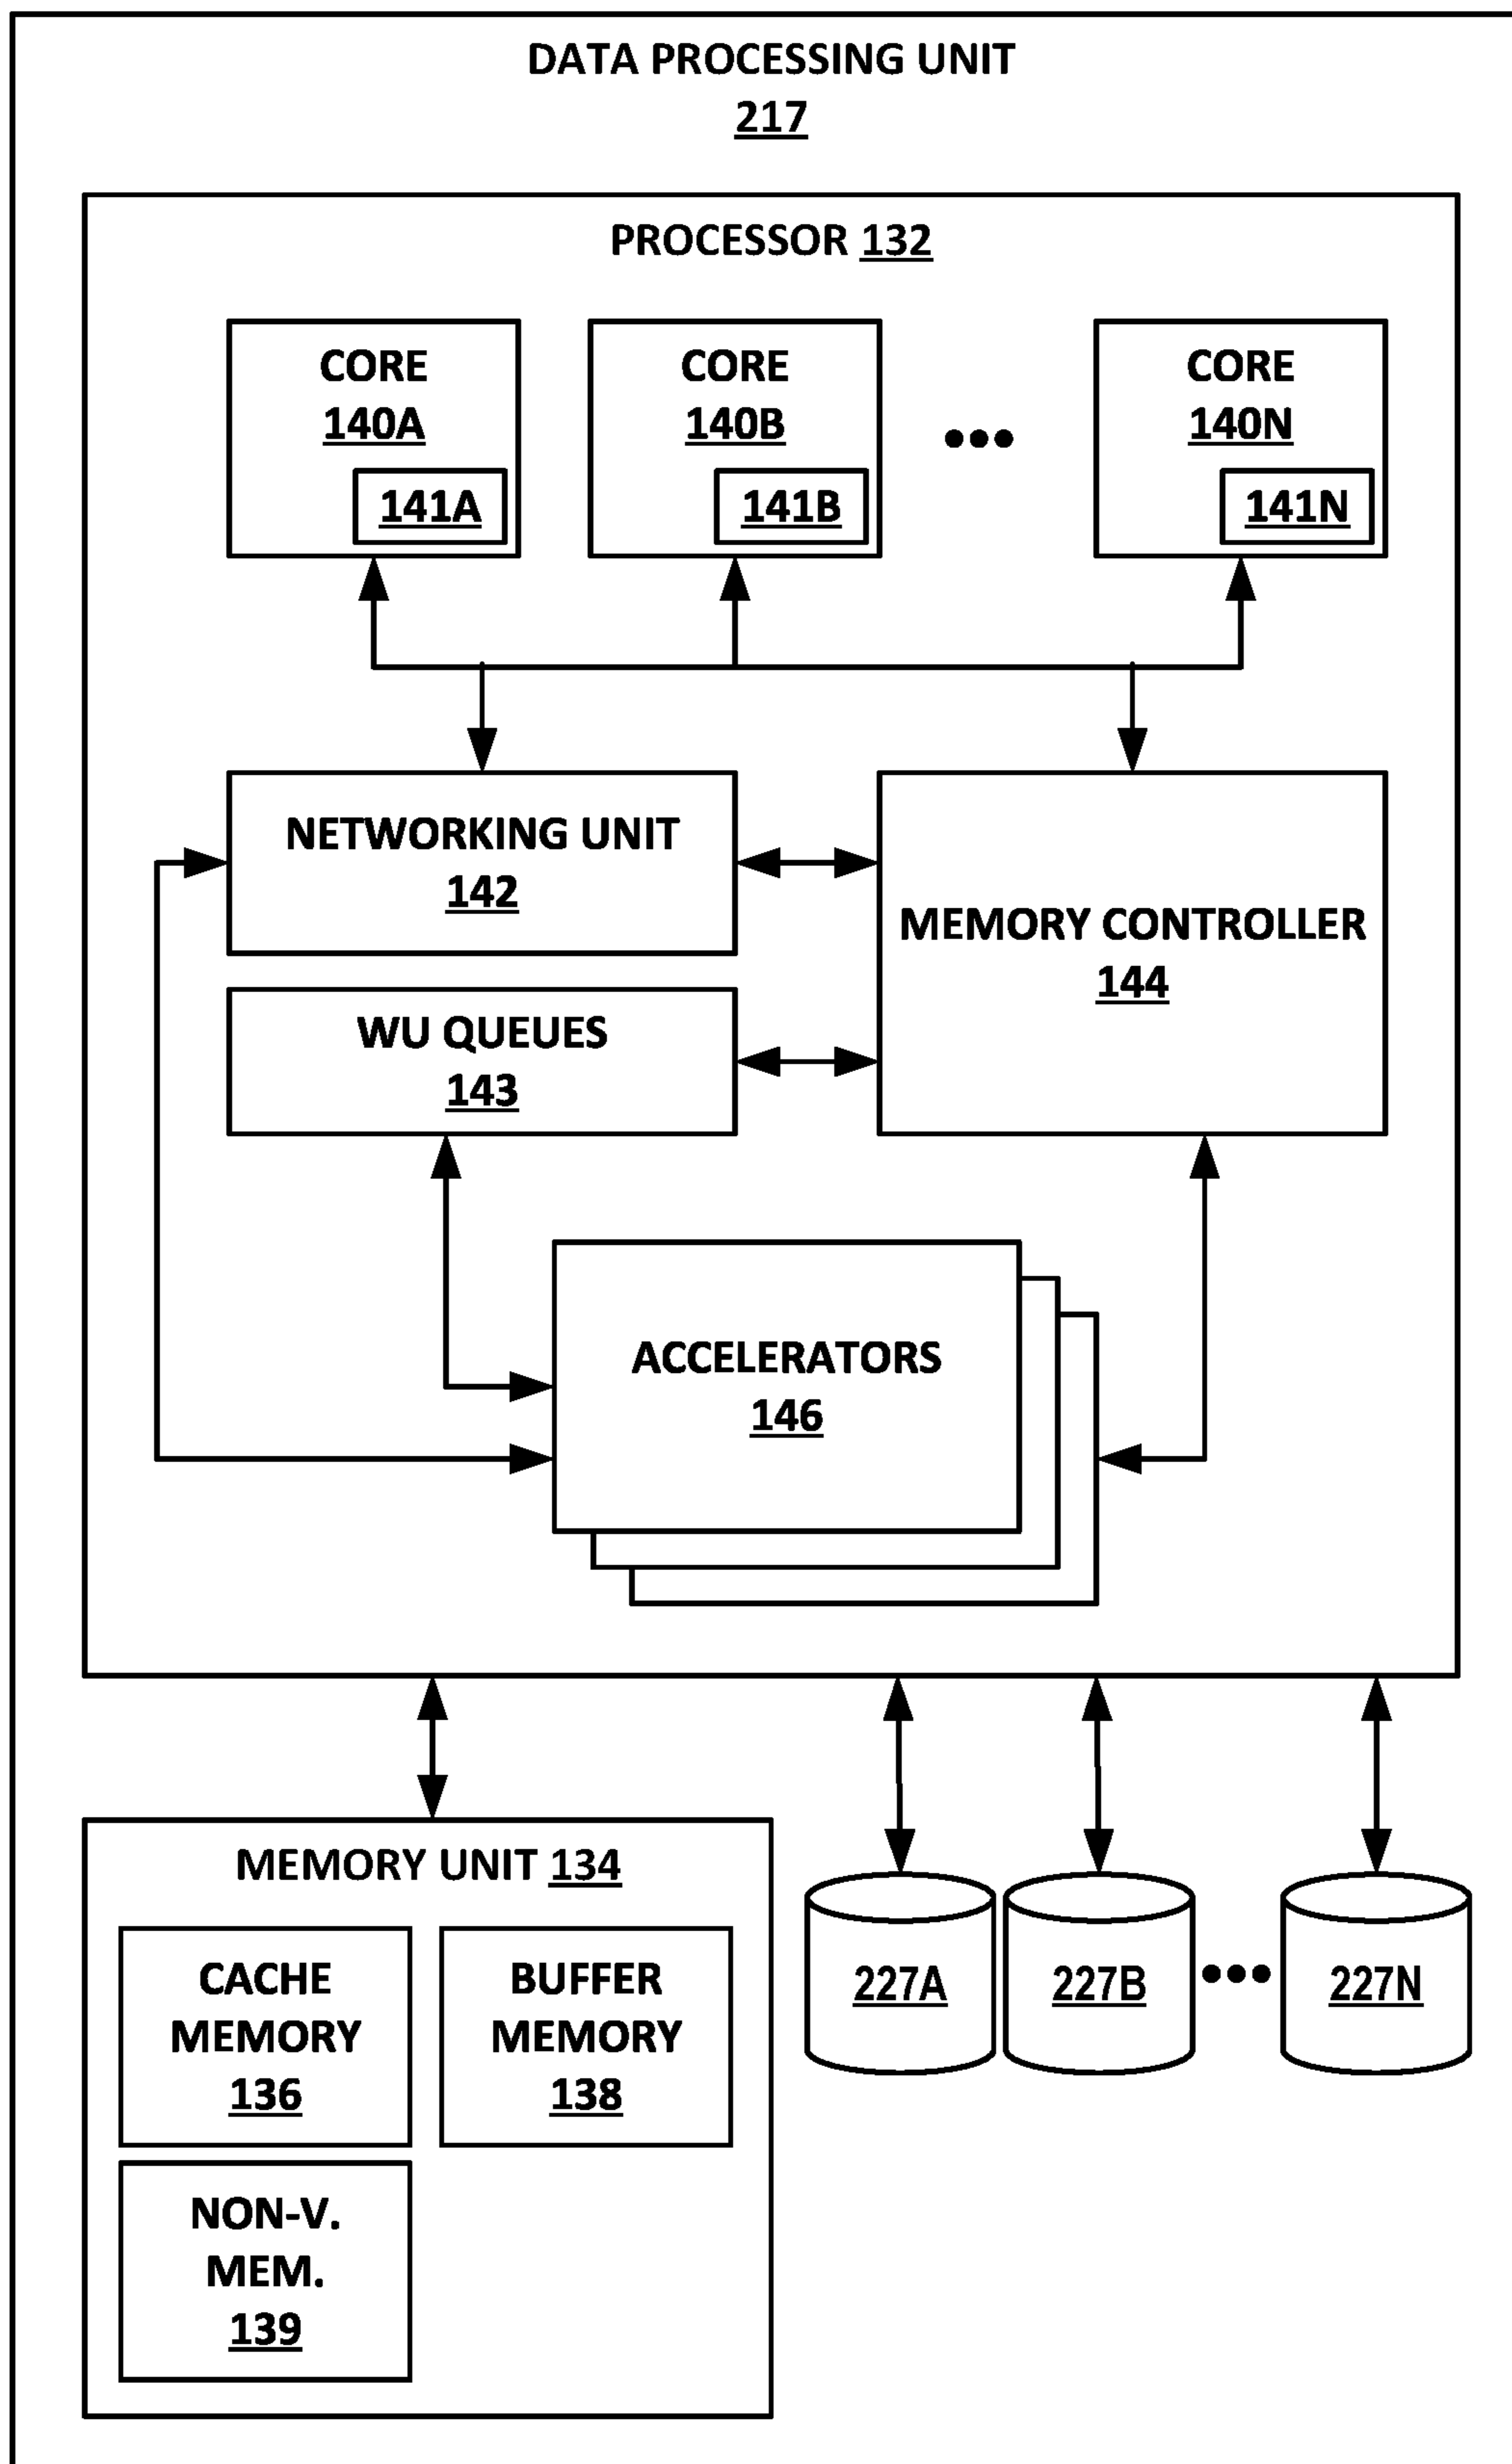 DATA PROCESSING UNIT
217
PROCESSOR 132
CORE
140A
141A
CORE
140B
141B
CORE
140N
141N
NETWORKING UNIT
142
MEMORY CONTROLLER
144
WU QUEUES
143
ACCELERATORS
146
MEMORY UNIT 134
CACHE
MEMORY
136
BUFFER
MEMORY
138
NON-V.
MEM.
139
227A
227B
227N